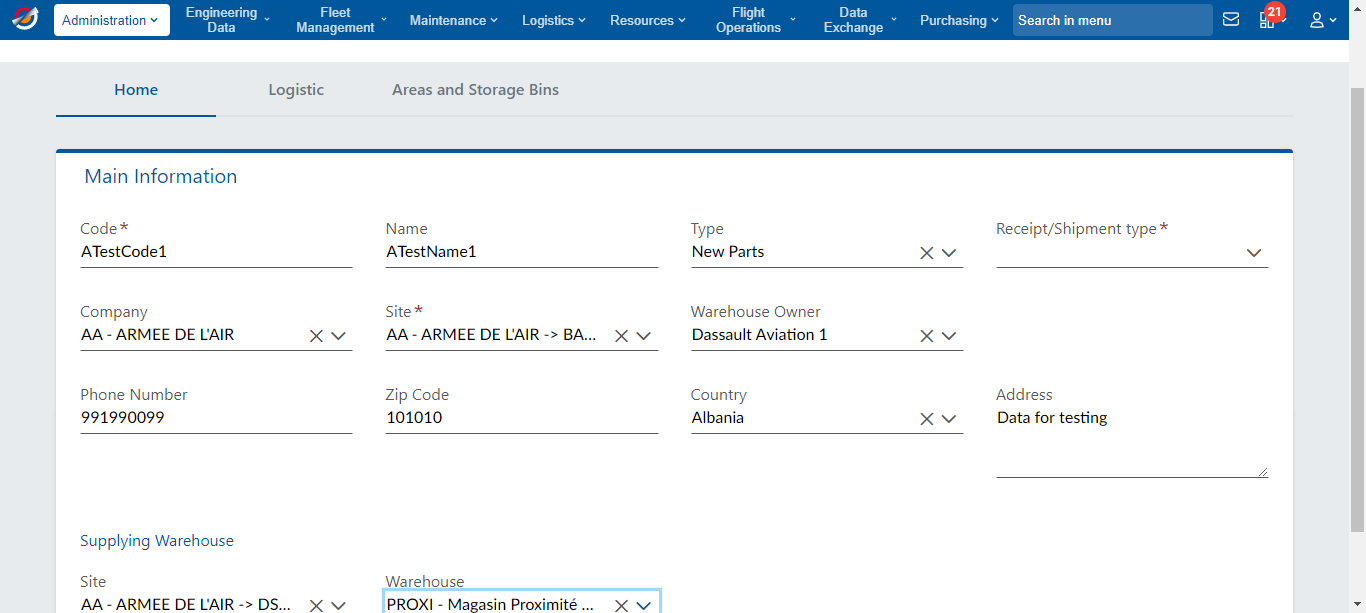 Administration
Engineering Data
Fleet Management
Maintenance
Logistics
Resources
Flight Operations
Data Exchange
Purchasing
Search in menu
21
Home
Logistic
Areas and Storage Bins
Main Information
Code*
Name
Type
Receipt/Shipment type*
ATestCode1
ATestName1
New Parts
Company
Site*
Warehouse Owner
AA - ARMEE DE L'AIR
AA - ARMEE DE L'AIR -> BA...
Dassault Aviation 1
Phone Number
Zip Code
Country
Address
991990099
101010
Albania
Data for testing
Supplying Warehouse
Site
Warehouse
AA - ARMEE DE L'AIR -> DS...
PROXI - Magasin Proximité ...